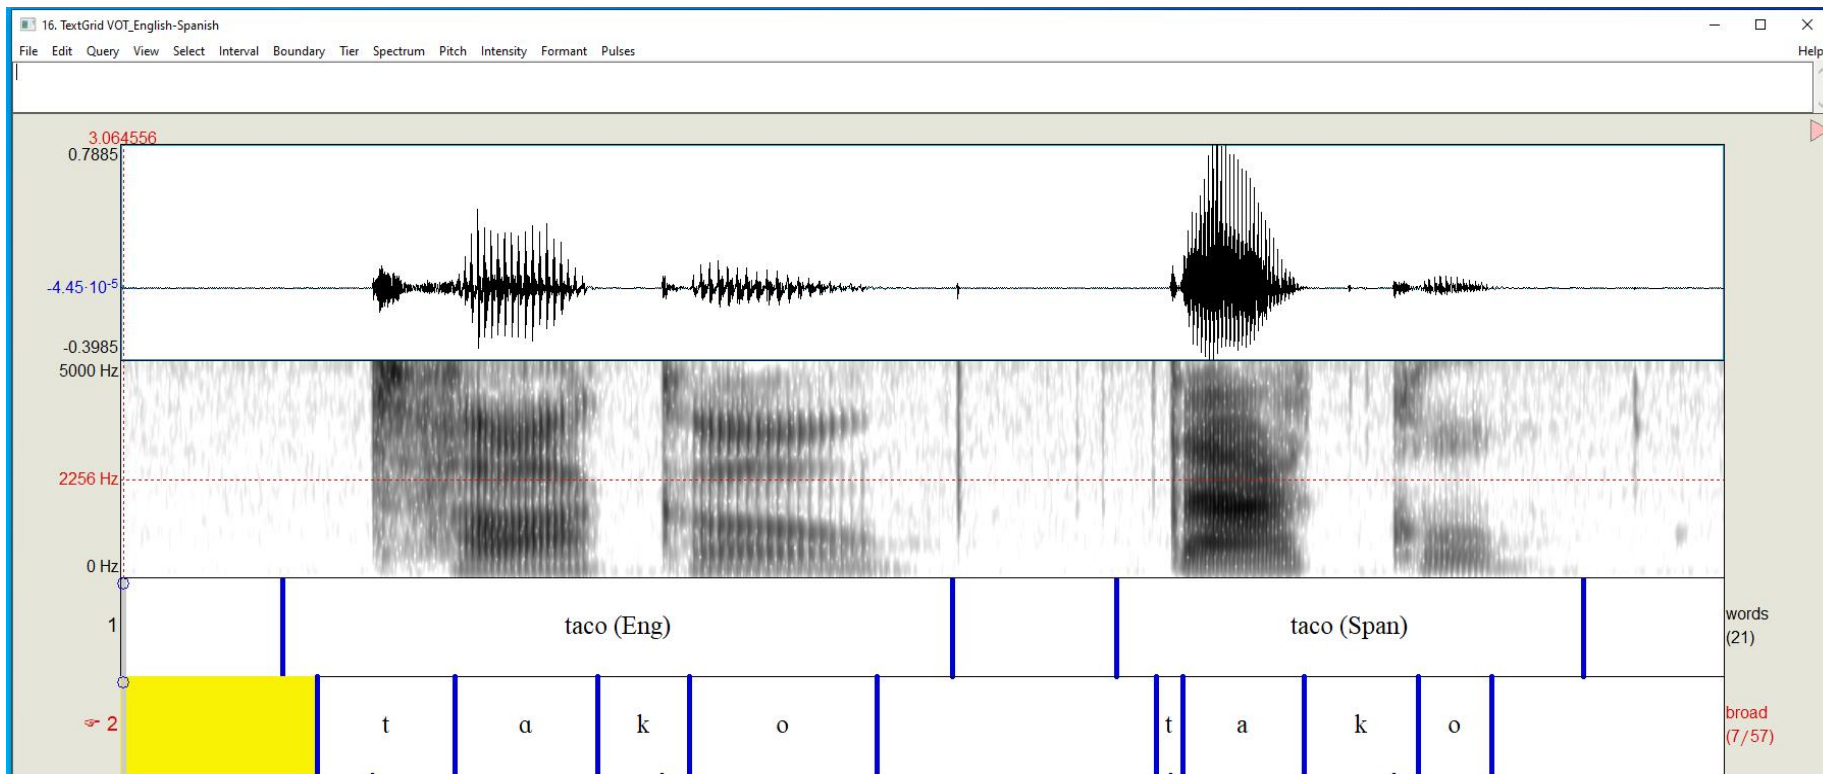 16. TextGrid VOT_English-Spanish
File Edit Query View Select Interval Boundary Tier Spectrum Pitch Intensity Formant Pulses Help
3.064556
0.7885
-4.45·10⁻⁵
-0.3985
5000 Hz
2256 Hz
0 Hz
1 taco (Eng) taco (Span) words
(21)
☞ 2 t ɑ k o t a k o broad
(7/57)